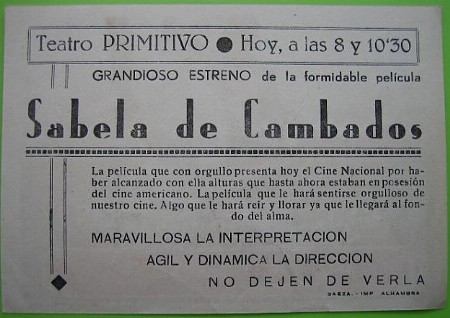 Teatro PRIMITIVO ● Hoy, a las 8 y 10'30
GRANDIOSO ESTRENO de la formidable película
Sabela de Cambados
La película que con orgullo presenta hoy el Cine Nacional por ha-
ber alcanzado con ella alturas que hasta ahora estaban en posesión
del cine americano. La película que le hará sentirse orgulloso de
nuestro cine. Algo que le hará reir y llorar ya que le llegará al fon-
do del alma.
MARAVILLOSA LA INTERPRETACION
AGIL Y DINAMICA LA DIRECCION
NO DEJEN DE VERLA
BAEZA.-IMP ALHAMBRA